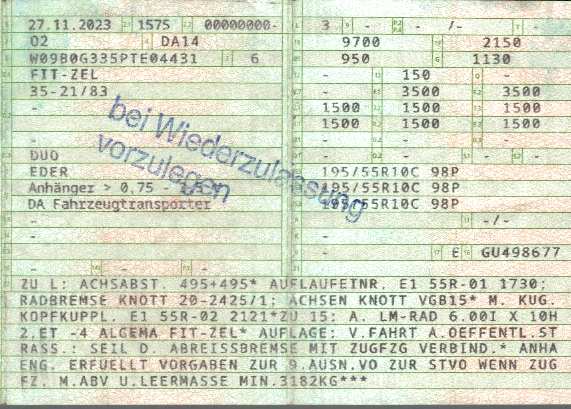 27.11.2023 1575 00000000-
02 DA14
W09B0G335PTE04431 6
FIT-ZEL
35-21/83
-
-
-
DUO
EDER
Anhänger > 0,75 -
DA Fahrzeugtransporter
-
-
- -
bei Wiederzulassung
vorzulegen
3 - - -/-
9700 2150
950 1130
- 150 -
- 3500 3500
1500 1500 1500
1500 1500 1500
- - -
- - - -
195/55R10C 98P
195/55R10C 98P
195/55R10C 98P
- -/-
- E GU498677
-
ZU L: ACHSABST. 495+495* AUFLAUFEINR. E1 55R-01 1730;
RADBREMSE KNOTT 20-2425/1; ACHSEN KNOTT VGB15* M. KUG.
KOPFKUPPL. E1 55R-02 2121*ZU 15: A. LM-RAD 6.00I X 10H
2,ET -4 ALGEMA FIT-ZEL* AUFLAGE: V.FAHRT A.OEFFENTL.ST
RASS.: SEIL D. ABREISSBREMSE MIT ZUGFZG VERBIND.* ANHA
ENG. ERFUELLT VORGABEN ZUR 9.AUSN.VO ZUR STVO WENN ZUG
FZ. M.ABV U.LEERMASSE MIN.3182KG***